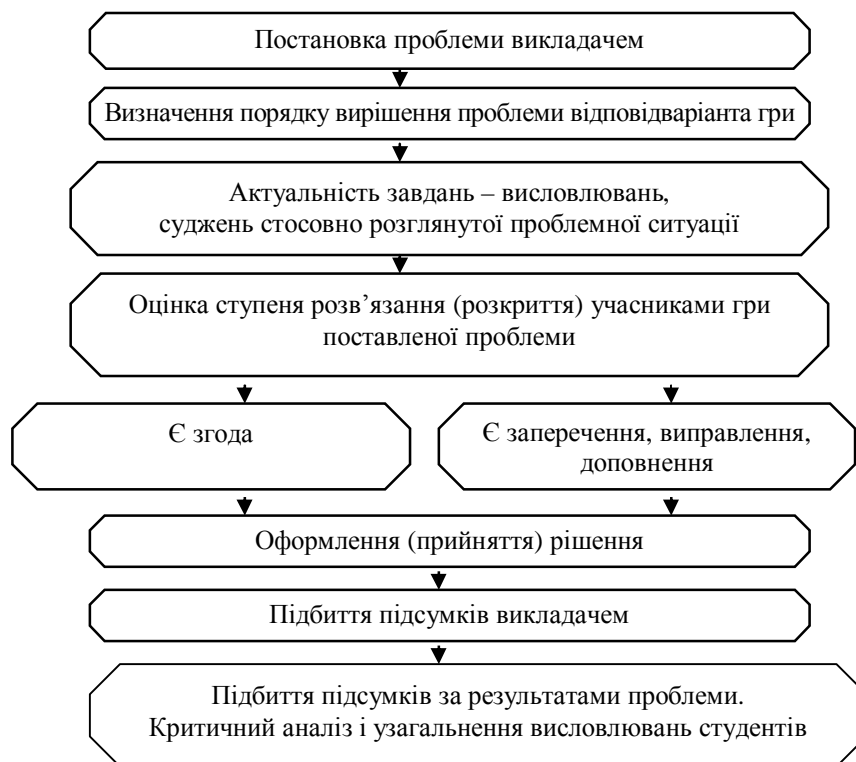 Постановка проблеми викладачем
Визначення порядку вирішення проблеми відповідваріанта гри
Актуальність завдань – висловлювань,
суджень стосовно розглянутої проблемної ситуації
Оцінка ступеня розв’язання (розкриття) учасниками гри
поставленої проблеми
Є згода
Є заперечення, виправлення,
доповнення
Оформлення (прийняття) рішення
Підбиття підсумків викладачем
Підбиття підсумків за результатами проблеми.
Критичний аналіз і узагальнення висловлювань студентів